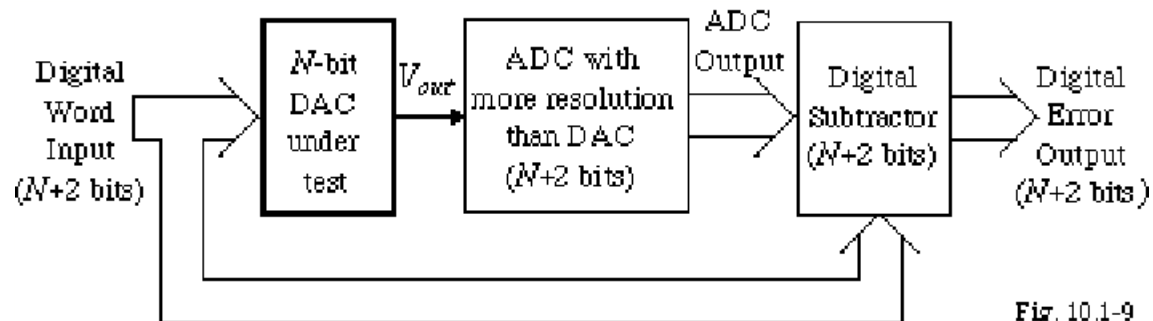 Digital
Word
Input
(N+2 bits)
N-bit
DAC
under
test
Vout
ADC with
more resolution
than DAC
(N+2 bits)
ADC
Output
Digital
Subtractor
(N+2 bits)
Digital
Error
Output
(N+2 bits)
Fig. 10.1-9